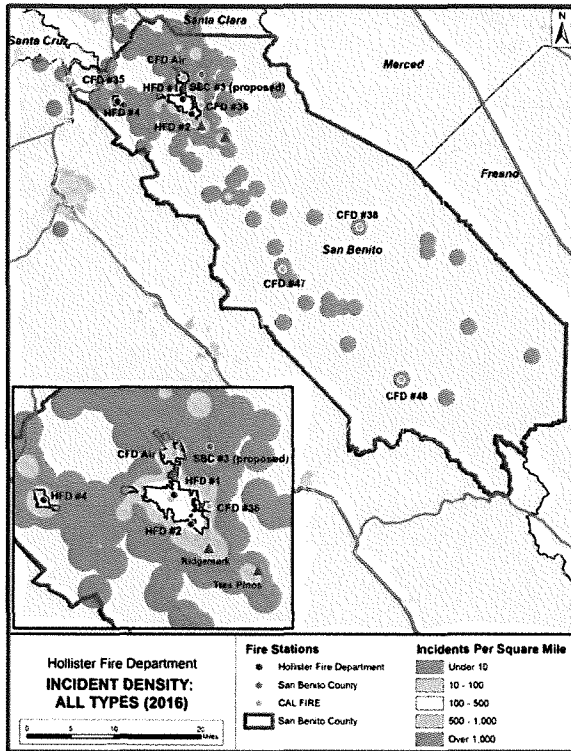 Santa Clara
Santa Cruz
Merced
N
CFD Air
CFD #35
HFD #1
SBC #3 (proposed)
HFD #4
CFD #36
HFD #2
Fresno
CFD #38
San Benito
CFD #47
CFD #48
CFD Air
SBC #3 (proposed)
HFD #1
HFD #4
HFD #2
Ridgemark
Tres Pinos
Hollister Fire Department
INCIDENT DENSITY:
ALL TYPES (2016)
0 5 10 20
Miles
Fire Stations
Hollister Fire Department
San Benito County
CAL FIRE
San Benito County
Incidents Per Square Mile
Under 10
10 - 100
100 - 500
500 - 1,000
Over 1,000